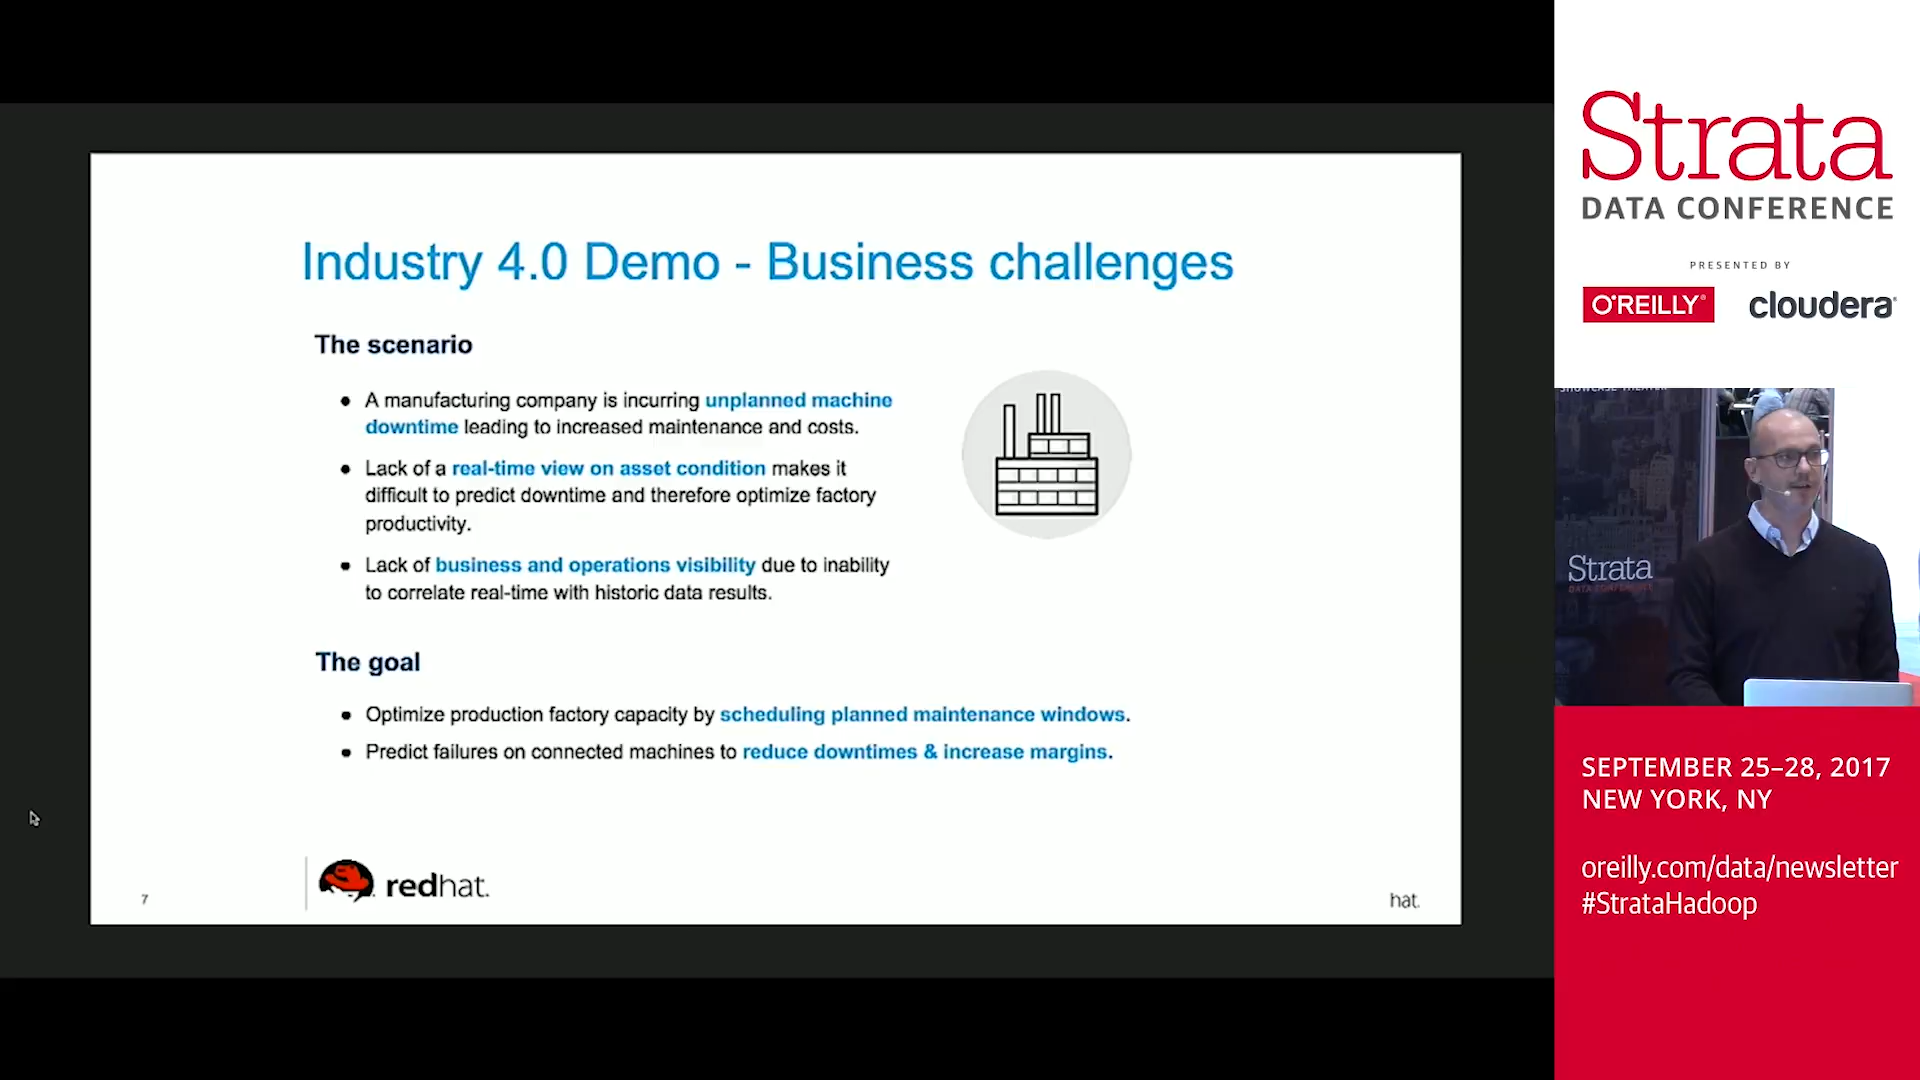 Industry 4.0 Demo - Business challenges
The scenario
• A manufacturing company is incurring unplanned machine
downtime leading to increased maintenance and costs.
• Lack of a real-time view on asset condition makes it
difficult to predict downtime and therefore optimize factory
productivity.
• Lack of business and operations visibility due to inability
to correlate real-time with historic data results.
The goal
• Optimize production factory capacity by scheduling planned maintenance windows.
• Predict failures on connected machines to reduce downtimes & increase margins.
7
redhat.
hat.
Strata
DATA CONFERENCE
PRESENTED BY
O'REILLY®
cloudera®
Strata
DATA CONFERENCE
SEPTEMBER 25–28, 2017
NEW YORK, NY
oreilly.com/data/newsletter
#StrataHadoop